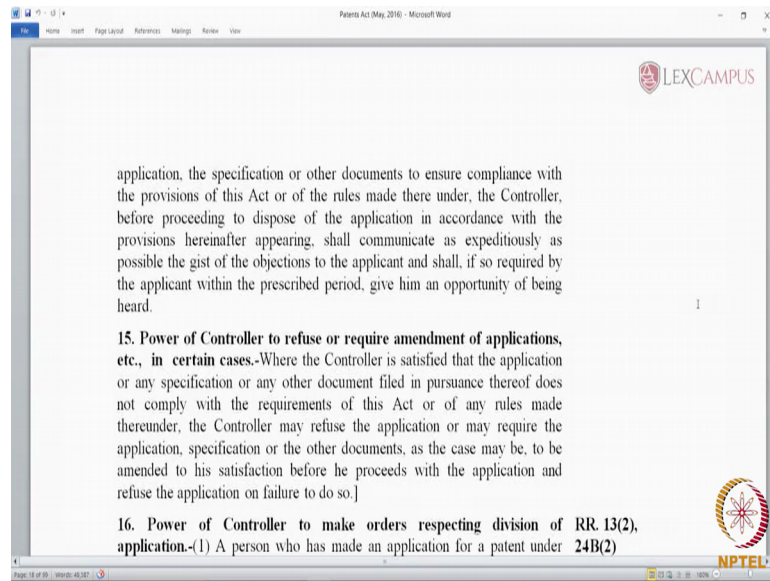 Patents Act (May, 2016) - Microsoft Word
File Home Insert Page Layout References Mailings Review View
LEXCAMPUS
application, the specification or other documents to ensure compliance with
the provisions of this Act or of the rules made there under, the Controller,
before proceeding to dispose of the application in accordance with the
provisions hereinafter appearing, shall communicate as expeditiously as
possible the gist of the objections to the applicant and shall, if so required by
the applicant within the prescribed period, give him an opportunity of being
heard.
15. Power of Controller to refuse or require amendment of applications,
etc., in certain cases.-Where the Controller is satisfied that the application
or any specification or any other document filed in pursuance thereof does
not comply with the requirements of this Act or of any rules made
thereunder, the Controller may refuse the application or may require the
application, specification or the other documents, as the case may be, to be
amended to his satisfaction before he proceeds with the application and
refuse the application on failure to do so.]
16. Power of Controller to make orders respecting division of RR. 13(2),
application.-(1) A person who has made an application for a patent under 24B(2)
NPTEL
Words: 46,587
100%